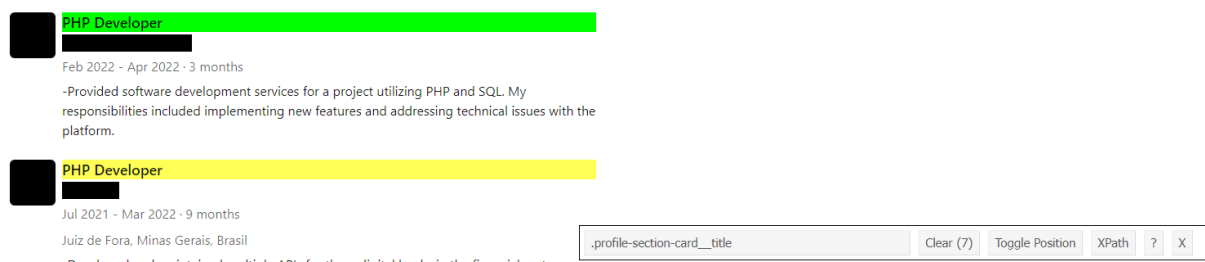 PHP Developer
Feb 2022 - Apr 2022 · 3 months
-Provided software development services for a project utilizing PHP and SQL. My
responsibilities included implementing new features and addressing technical issues with the
platform.
PHP Developer
Jul 2021 - Mar 2022 · 9 months
Juiz de Fora, Minas Gerais, Brasil
.profile-section-card__title Clear (7) Toggle Position XPath ? X